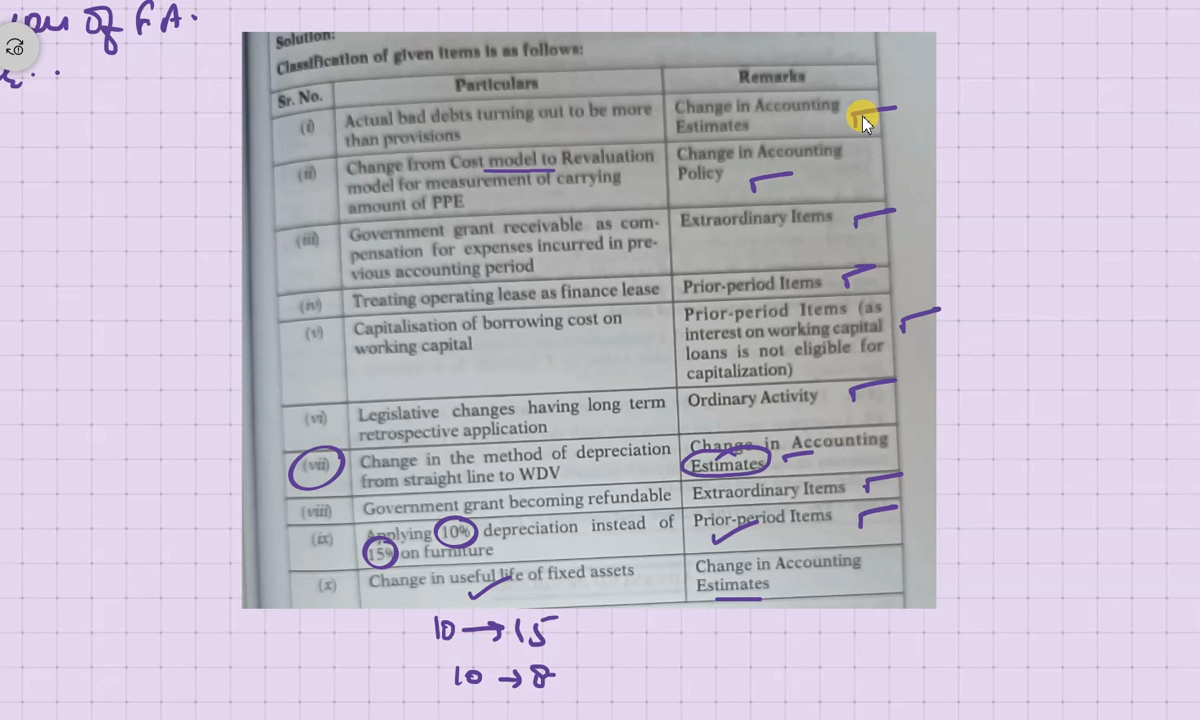 of FA.
Solution:
Classification of given items is as follows:
Sr. No. Particulars Remarks
(i) Actual bad debts turning out to be more Change in Accounting
than provisions Estimates
(ii) Change from Cost model to Revaluation Change in Accounting
model for measurement of carrying Policy
amount of PPE
(iii) Government grant receivable as com- Extraordinary Items
pensation for expenses incurred in pre-
vious accounting period
(iv) Treating operating lease as finance lease Prior-period Items
(v) Capitalisation of borrowing cost on Prior-period Items (as
working capital interest on working capital
loans is not eligible for
capitalization)
(vi) Legislative changes having long term Ordinary Activity
retrospective application
(vii) Change in the method of depreciation Change in Accounting
from straight line to WDV Estimates
(viii) Government grant becoming refundable Extraordinary Items
(ix) Applying 10% depreciation instead of Prior-period Items
15% on furniture
(x) Change in useful life of fixed assets Change in Accounting
Estimates
10 → 15
10 → 8